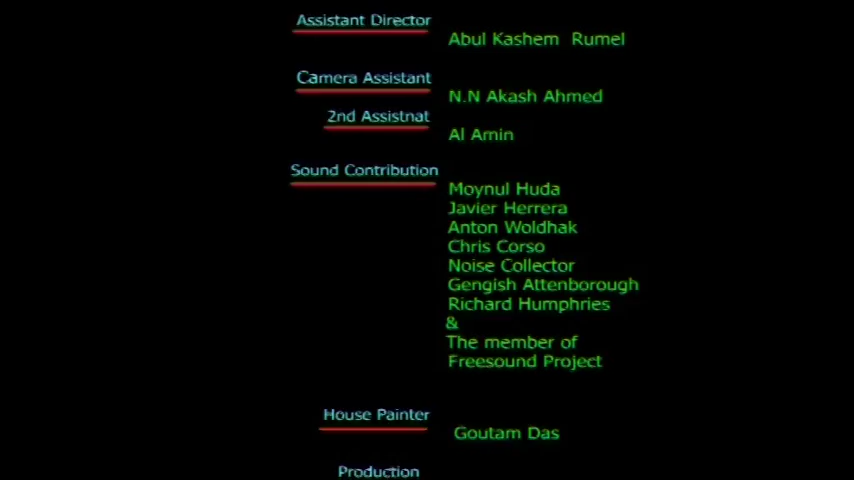 Assistant Director
Abul Kashem Rumel
Camera Assistant
N.N Akash Ahmed
2nd Assistnat
Al Amin
Sound Contribution
Moynul Huda
Javier Herrera
Anton Woldhak
Chris Corso
Noise Collector
Gengish Attenborough
Richard Humphries
&
The member of
Freesound Project
House Painter
Goutam Das
Production